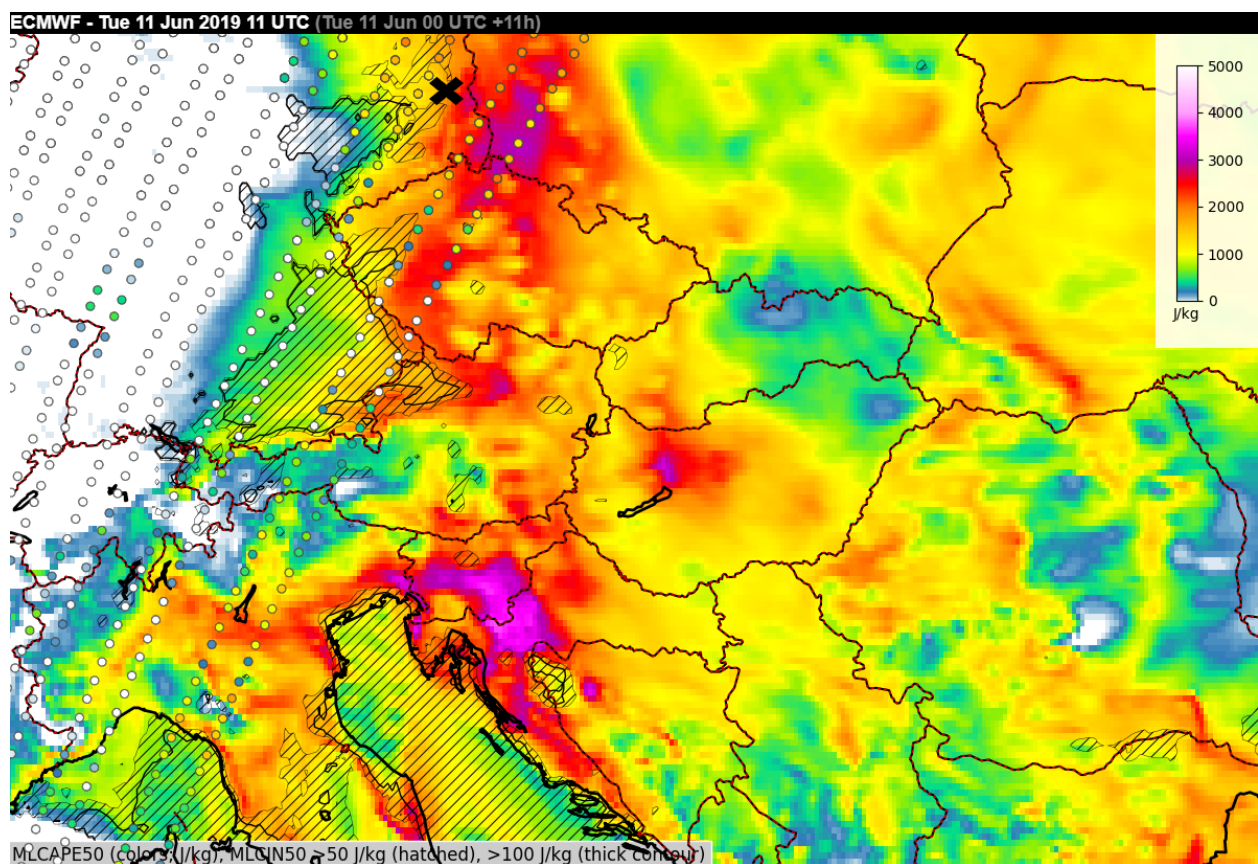 ECMWF - Tue 11 Jun 2019 11 UTC (Tue 11 Jun 00 UTC +11h)
5000
4000
3000
2000
1000
0
J/kg
MLCAPE50 (colors; J/kg), MLCIN50 >50 J/kg (hatched), >100 J/kg (thick contour)